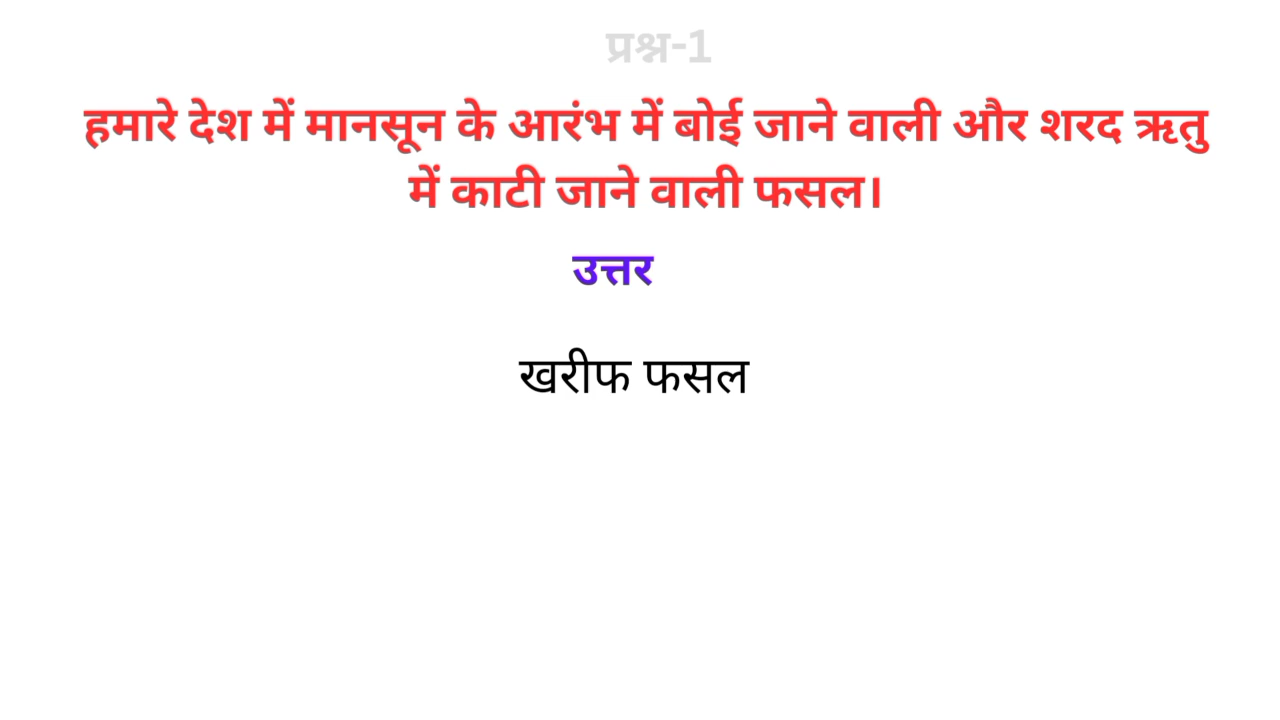 प्रश्न-1
हमारे देश में मानसून के आरंभ में बोई जाने वाली और शरद ऋतु
में काटी जाने वाली फसल।
उत्तर
खरीफ फसल